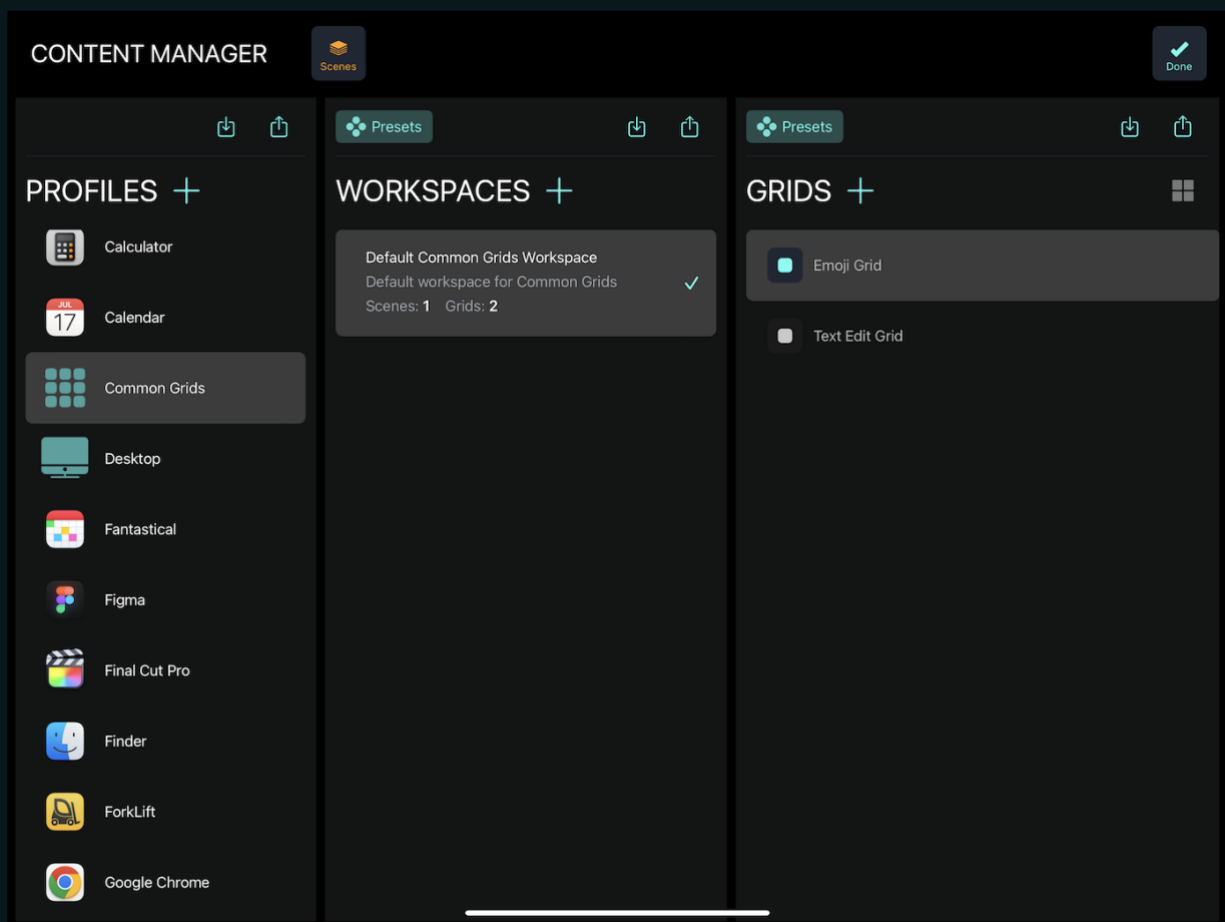 CONTENT MANAGER
Scenes
Done
PROFILES
JUL
17
Calculator
Calendar
Common Grids
Desktop
Fantastical
Figma
Final Cut Pro
Finder
ForkLift
Google Chrome
Presets
WORKSPACES
Default Common Grids Workspace
Default workspace for Common Grids
Scenes: 1 Grids: 2
Presets
GRIDS
Emoji Grid
Text Edit Grid